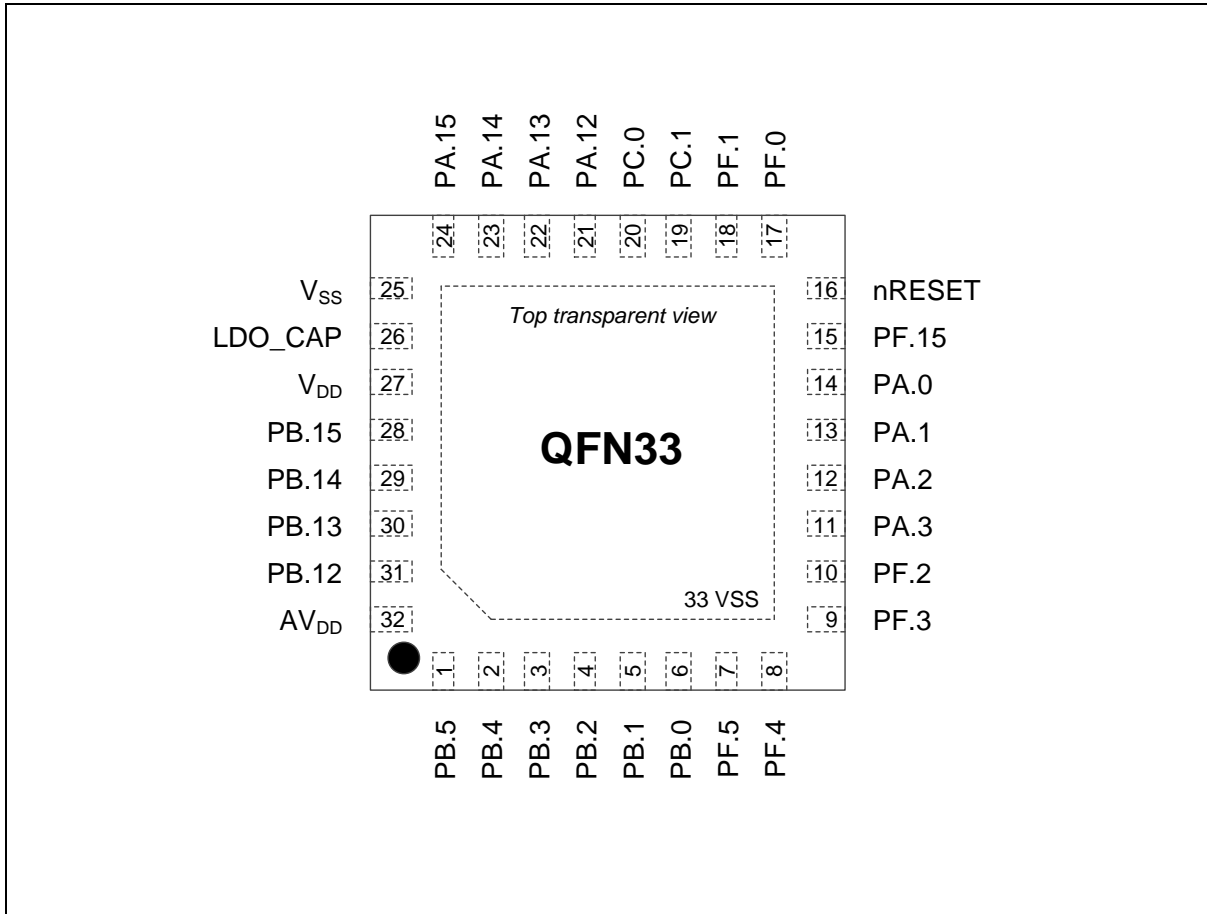 PA.15 PA.14 PA.13 PA.12 PC.0 PC.1 PF.1 PF.0
24 23 22 21 20 19 18 17
V_SS 25
LDO_CAP 26
V_DD 27
PB.15 28
PB.14 29
PB.13 30
PB.12 31
AV_DD 32
Top transparent view
QFN33
33 VSS
16 nRESET
15 PF.15
14 PA.0
13 PA.1
12 PA.2
11 PA.3
10 PF.2
9 PF.3
1 2 3 4 5 6 7 8
PB.5 PB.4 PB.3 PB.2 PB.1 PB.0 PF.5 PF.4